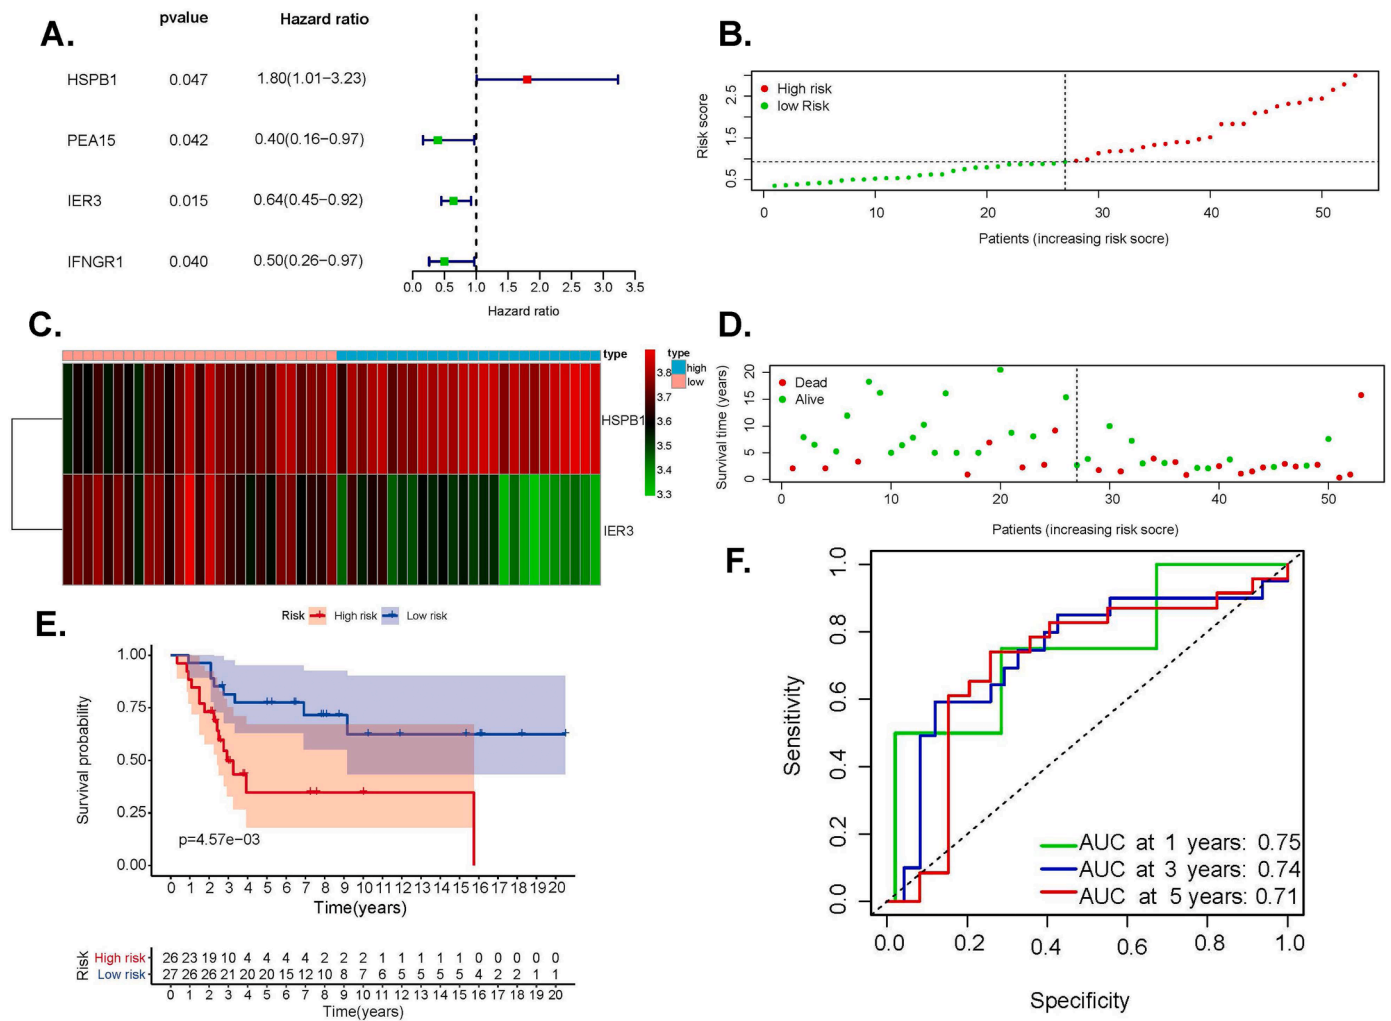 A.
pvalue Hazard ratio
HSPB1 0.047 1.80(1.01−3.23)
PEA15 0.042 0.40(0.16−0.97)
IER3 0.015 0.64(0.45−0.92)
IFNGR1 0.040 0.50(0.26−0.97)
0.0 0.5 1.0 1.5 2.0 2.5 3.0 3.5
Hazard ratio
B.
High risk
low Risk
Risk score
0.5 1.5 2.5
0 10 20 30 40 50
Patients (increasing risk socre)
C.
type
type
high
low
3.8
3.7
3.6
3.5
3.4
3.3
HSPB1
IER3
D.
Dead
Alive
Survival time (years)
0 5 10 15 20
0 10 20 30 40 50
Patients (increasing risk socre)
E.
Risk High risk Low risk
Survival probability
1.00
0.75
0.50
0.25
0.00
p=4.57e−03
0 1 2 3 4 5 6 7 8 9 10 11 12 13 14 15 16 17 18 19 20
Time(years)
Risk
High risk 26 23 19 10 4 4 4 4 2 2 2 1 1 1 1 1 0 0 0 0 0
Low risk 27 26 26 21 20 20 15 12 10 8 7 6 5 5 5 5 4 2 2 1 1
0 1 2 3 4 5 6 7 8 9 10 11 12 13 14 15 16 17 18 19 20
Time(years)
F.
Sensitivity
0.0 0.2 0.4 0.6 0.8 1.0
AUC at 1 years: 0.75
AUC at 3 years: 0.74
AUC at 5 years: 0.71
0.0 0.2 0.4 0.6 0.8 1.0
Specificity